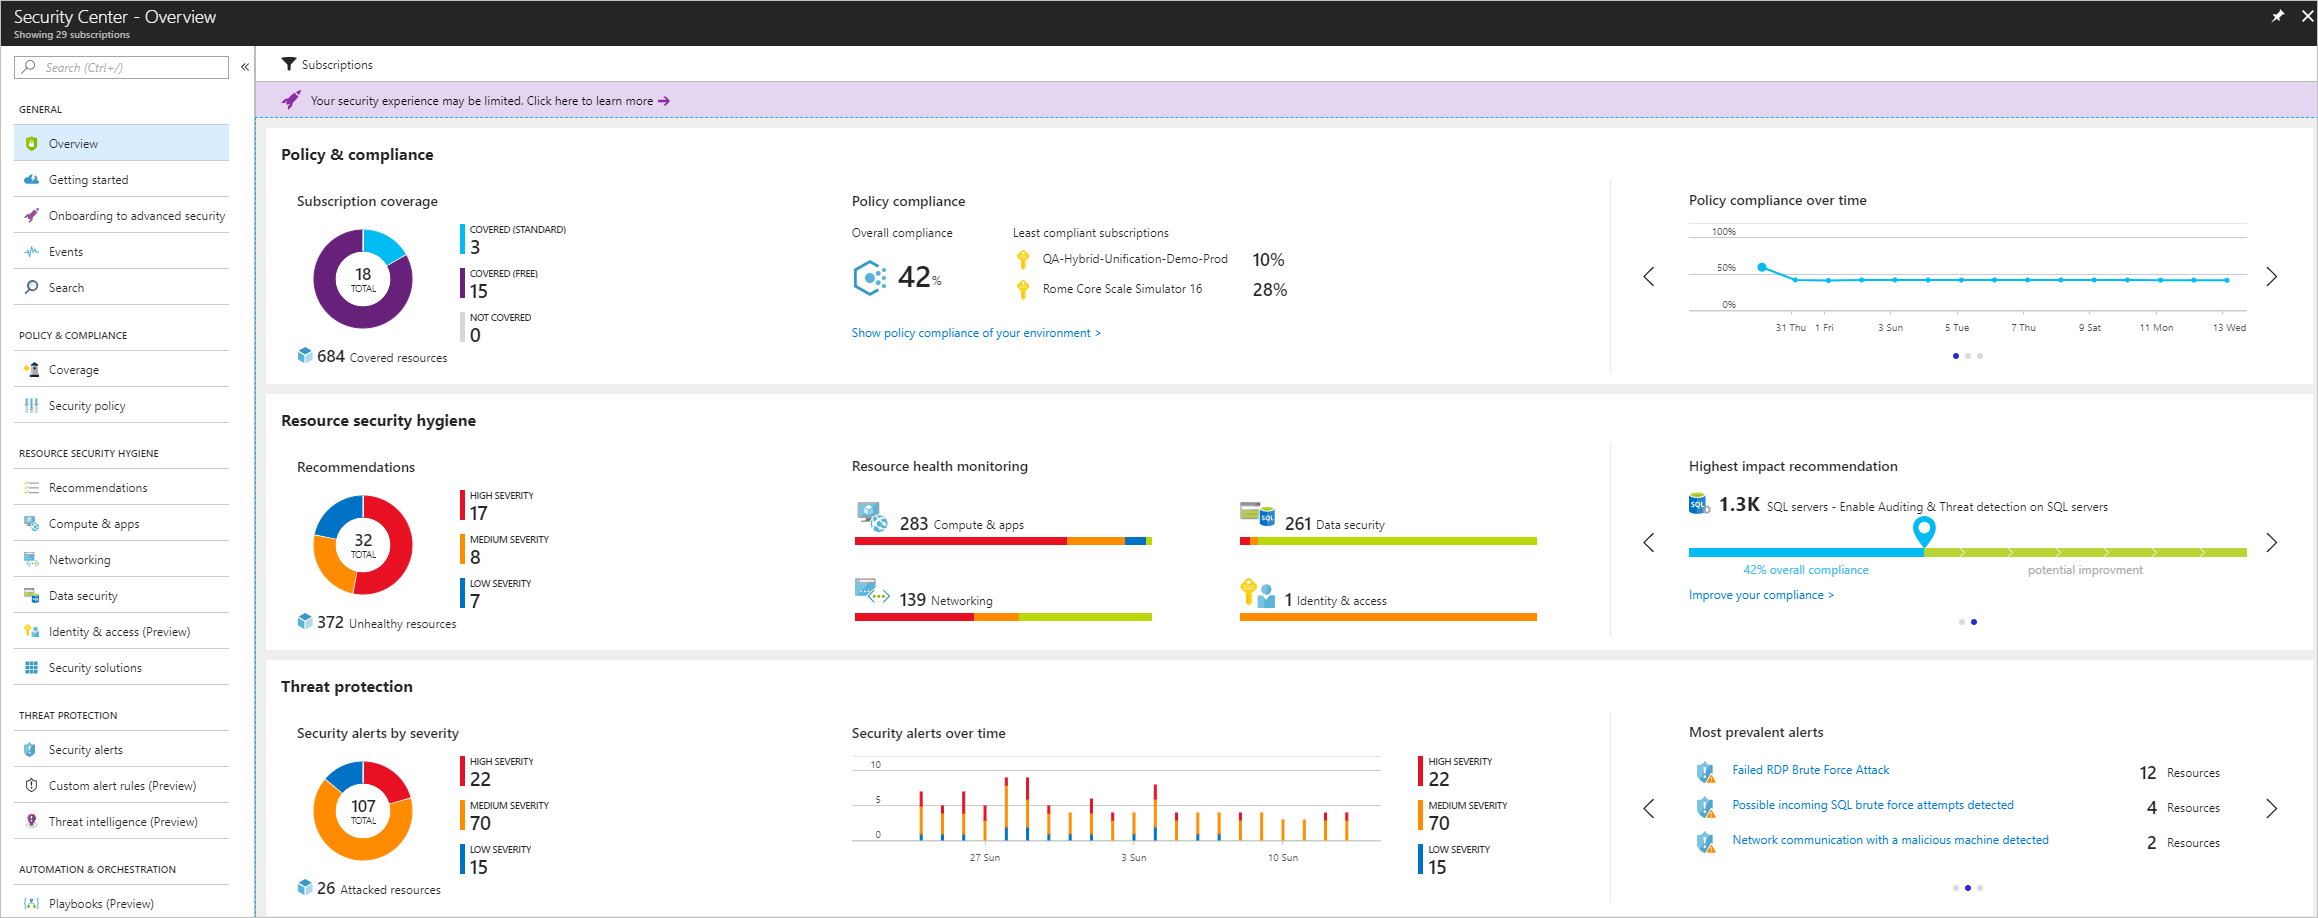 Security Center - Overview
Showing 29 subscriptions
Search (Ctrl+/)
«
GENERAL
Overview
Getting started
Onboarding to advanced security
Events
Search
POLICY & COMPLIANCE
Coverage
Security policy
RESOURCE SECURITY HYGIENE
Recommendations
Compute & apps
Networking
Data security
Identity & access (Preview)
Security solutions
THREAT PROTECTION
Security alerts
Custom alert rules (Preview)
Threat intelligence (Preview)
AUTOMATION & ORCHESTRATION
Playbooks (Preview)
Subscriptions
Your security experience may be limited. Click here to learn more →
Policy & compliance
Subscription coverage
18
TOTAL
COVERED (STANDARD)
3
COVERED (FREE)
15
NOT COVERED
0
684 Covered resources
Policy compliance
Overall compliance
42%
Least compliant subscriptions
QA-Hybrid-Unification-Demo-Prod 10%
Rome Core Scale Simulator 16 28%
Show policy compliance of your environment >
Policy compliance over time
100%
50%
0%
31 Thu 1 Fri 3 Sun 5 Tue 7 Thu 9 Sat 11 Mon 13 Wed
Resource security hygiene
Recommendations
32
TOTAL
HIGH SEVERITY
17
MEDIUM SEVERITY
8
LOW SEVERITY
7
372 Unhealthy resources
Resource health monitoring
283 Compute & apps
SQL
261 Data security
139 Networking
1 Identity & access
Highest impact recommendation
SQL
1.3K SQL servers - Enable Auditing & Threat detection on SQL servers
42% overall compliance
potential improvment
Improve your compliance >
Threat protection
Security alerts by severity
107
TOTAL
HIGH SEVERITY
22
MEDIUM SEVERITY
70
LOW SEVERITY
15
26 Attacked resources
Security alerts over time
10
5
0
27 Sun 3 Sun 10 Sun
HIGH SEVERITY
22
MEDIUM SEVERITY
70
LOW SEVERITY
15
Most prevalent alerts
Failed RDP Brute Force Attack 12 Resources
Possible incoming SQL brute force attempts detected 4 Resources
Network communication with a malicious machine detected 2 Resources